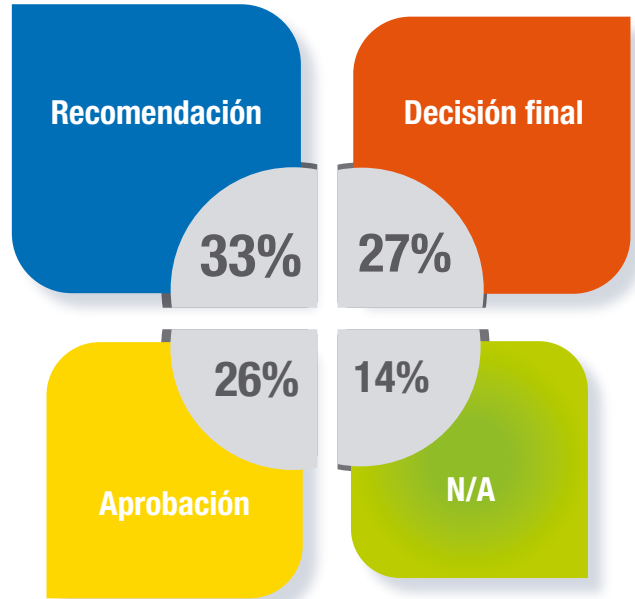 Recomendación
33%
Decisión final
27%
26%
Aprobación
14%
N/A